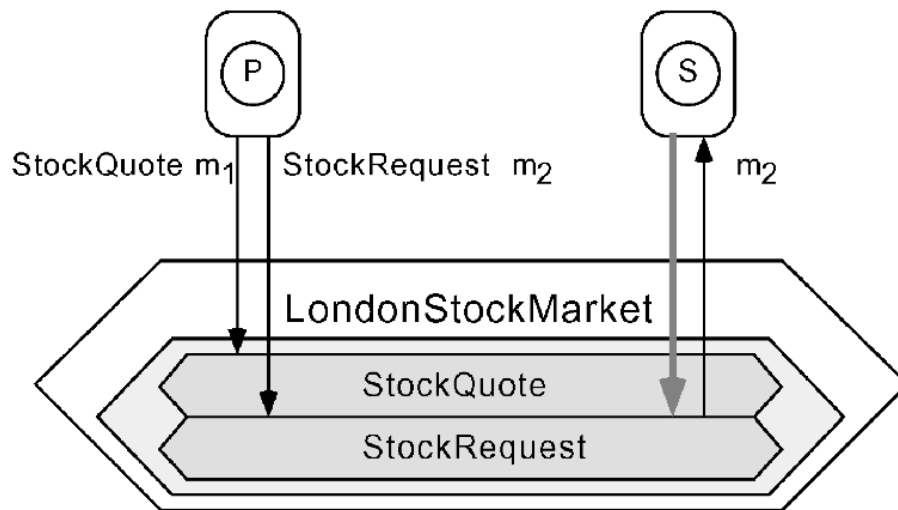 P
S
StockQuote m1
StockRequest m2
m2
LondonStockMarket
StockQuote
StockRequest